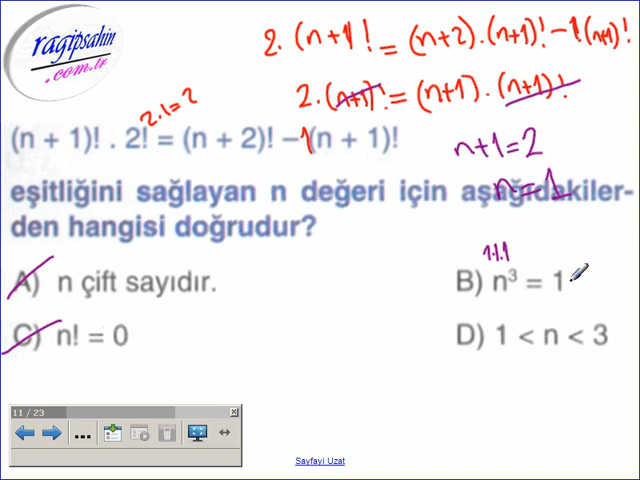 ragipsahin
.com.tr
2. (n+1)! = (n+2).(n+1)! - 1(n+1)!
2.(n+1)! = (n+1).(n+1)!
2.1=2
(n + 1)! . 2! = (n + 2)! – 1(n + 1)!
n+1=2
n=1
eşitliğini sağlayan n değeri için aşağıdakiler-
den hangisi doğrudur?
1.1.1
A) n çift sayıdır.
B) n³ = 1
C) n! = 0
D) 1 < n < 3
11 / 23
...
Sayfayi Uzat